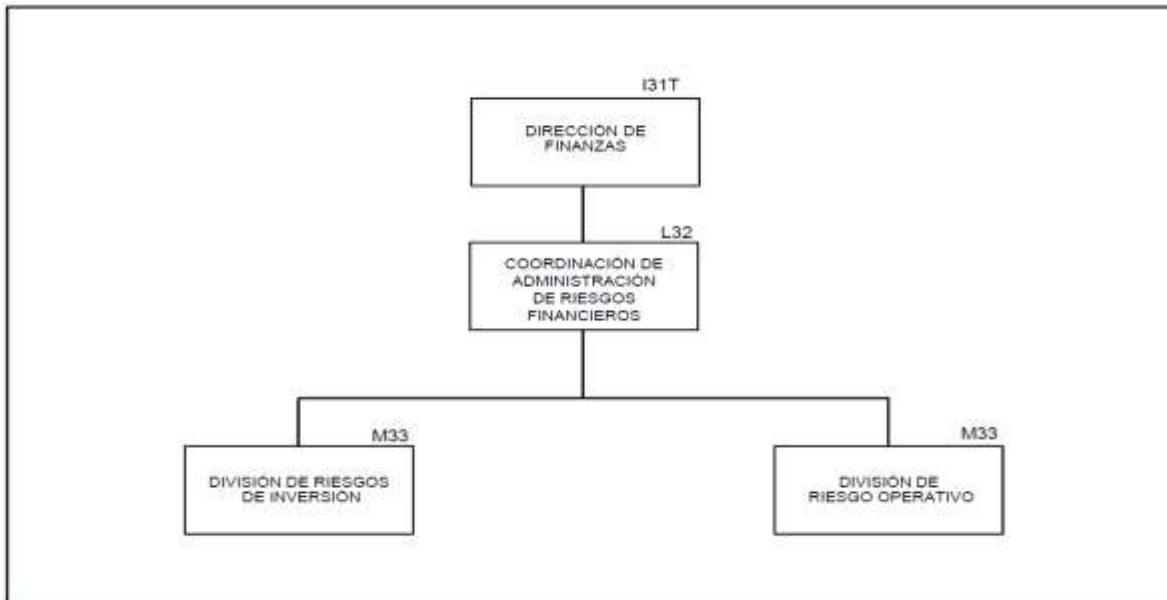 I31T
DIRECCIÓN DE
FINANZAS
L32
COORDINACIÓN DE
ADMINISTRACIÓN
DE RIESGOS
FINANCIEROS
M33
DIVISIÓN DE RIESGOS
DE INVERSIÓN
M33
DIVISIÓN DE
RIESGO OPERATIVO